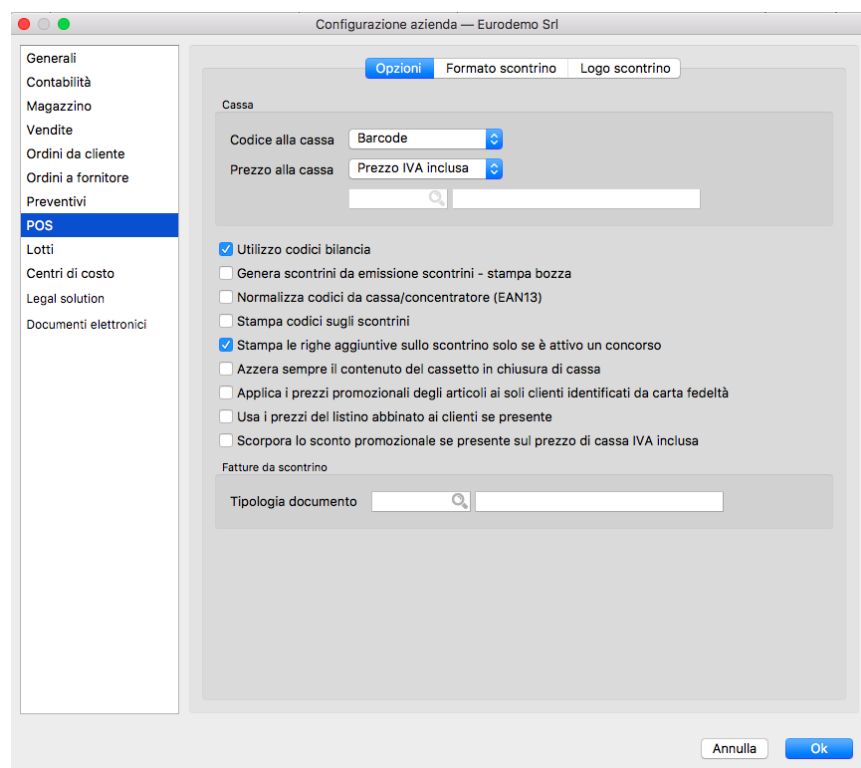 Configurazione azienda — Eurodemo Srl
Generali
Contabilità
Magazzino
Vendite
Ordini da cliente
Ordini a fornitore
Preventivi
POS
Lotti
Centri di costo
Legal solution
Documenti elettronici
Opzioni Formato scontrino Logo scontrino
Cassa
Codice alla cassa Barcode
Prezzo alla cassa Prezzo IVA inclusa
Utilizzo codici bilancia
Genera scontrini da emissione scontrini - stampa bozza
Normalizza codici da cassa/concentratore (EAN13)
Stampa codici sugli scontrini
Stampa le righe aggiuntive sullo scontrino solo se è attivo un concorso
Azzera sempre il contenuto del cassetto in chiusura di cassa
Applica i prezzi promozionali degli articoli ai soli clienti identificati da carta fedeltà
Usa i prezzi del listino abbinato ai clienti se presente
Scorpora lo sconto promozionale se presente sul prezzo di cassa IVA inclusa
Fatture da scontrino
Tipologia documento
Annulla Ok